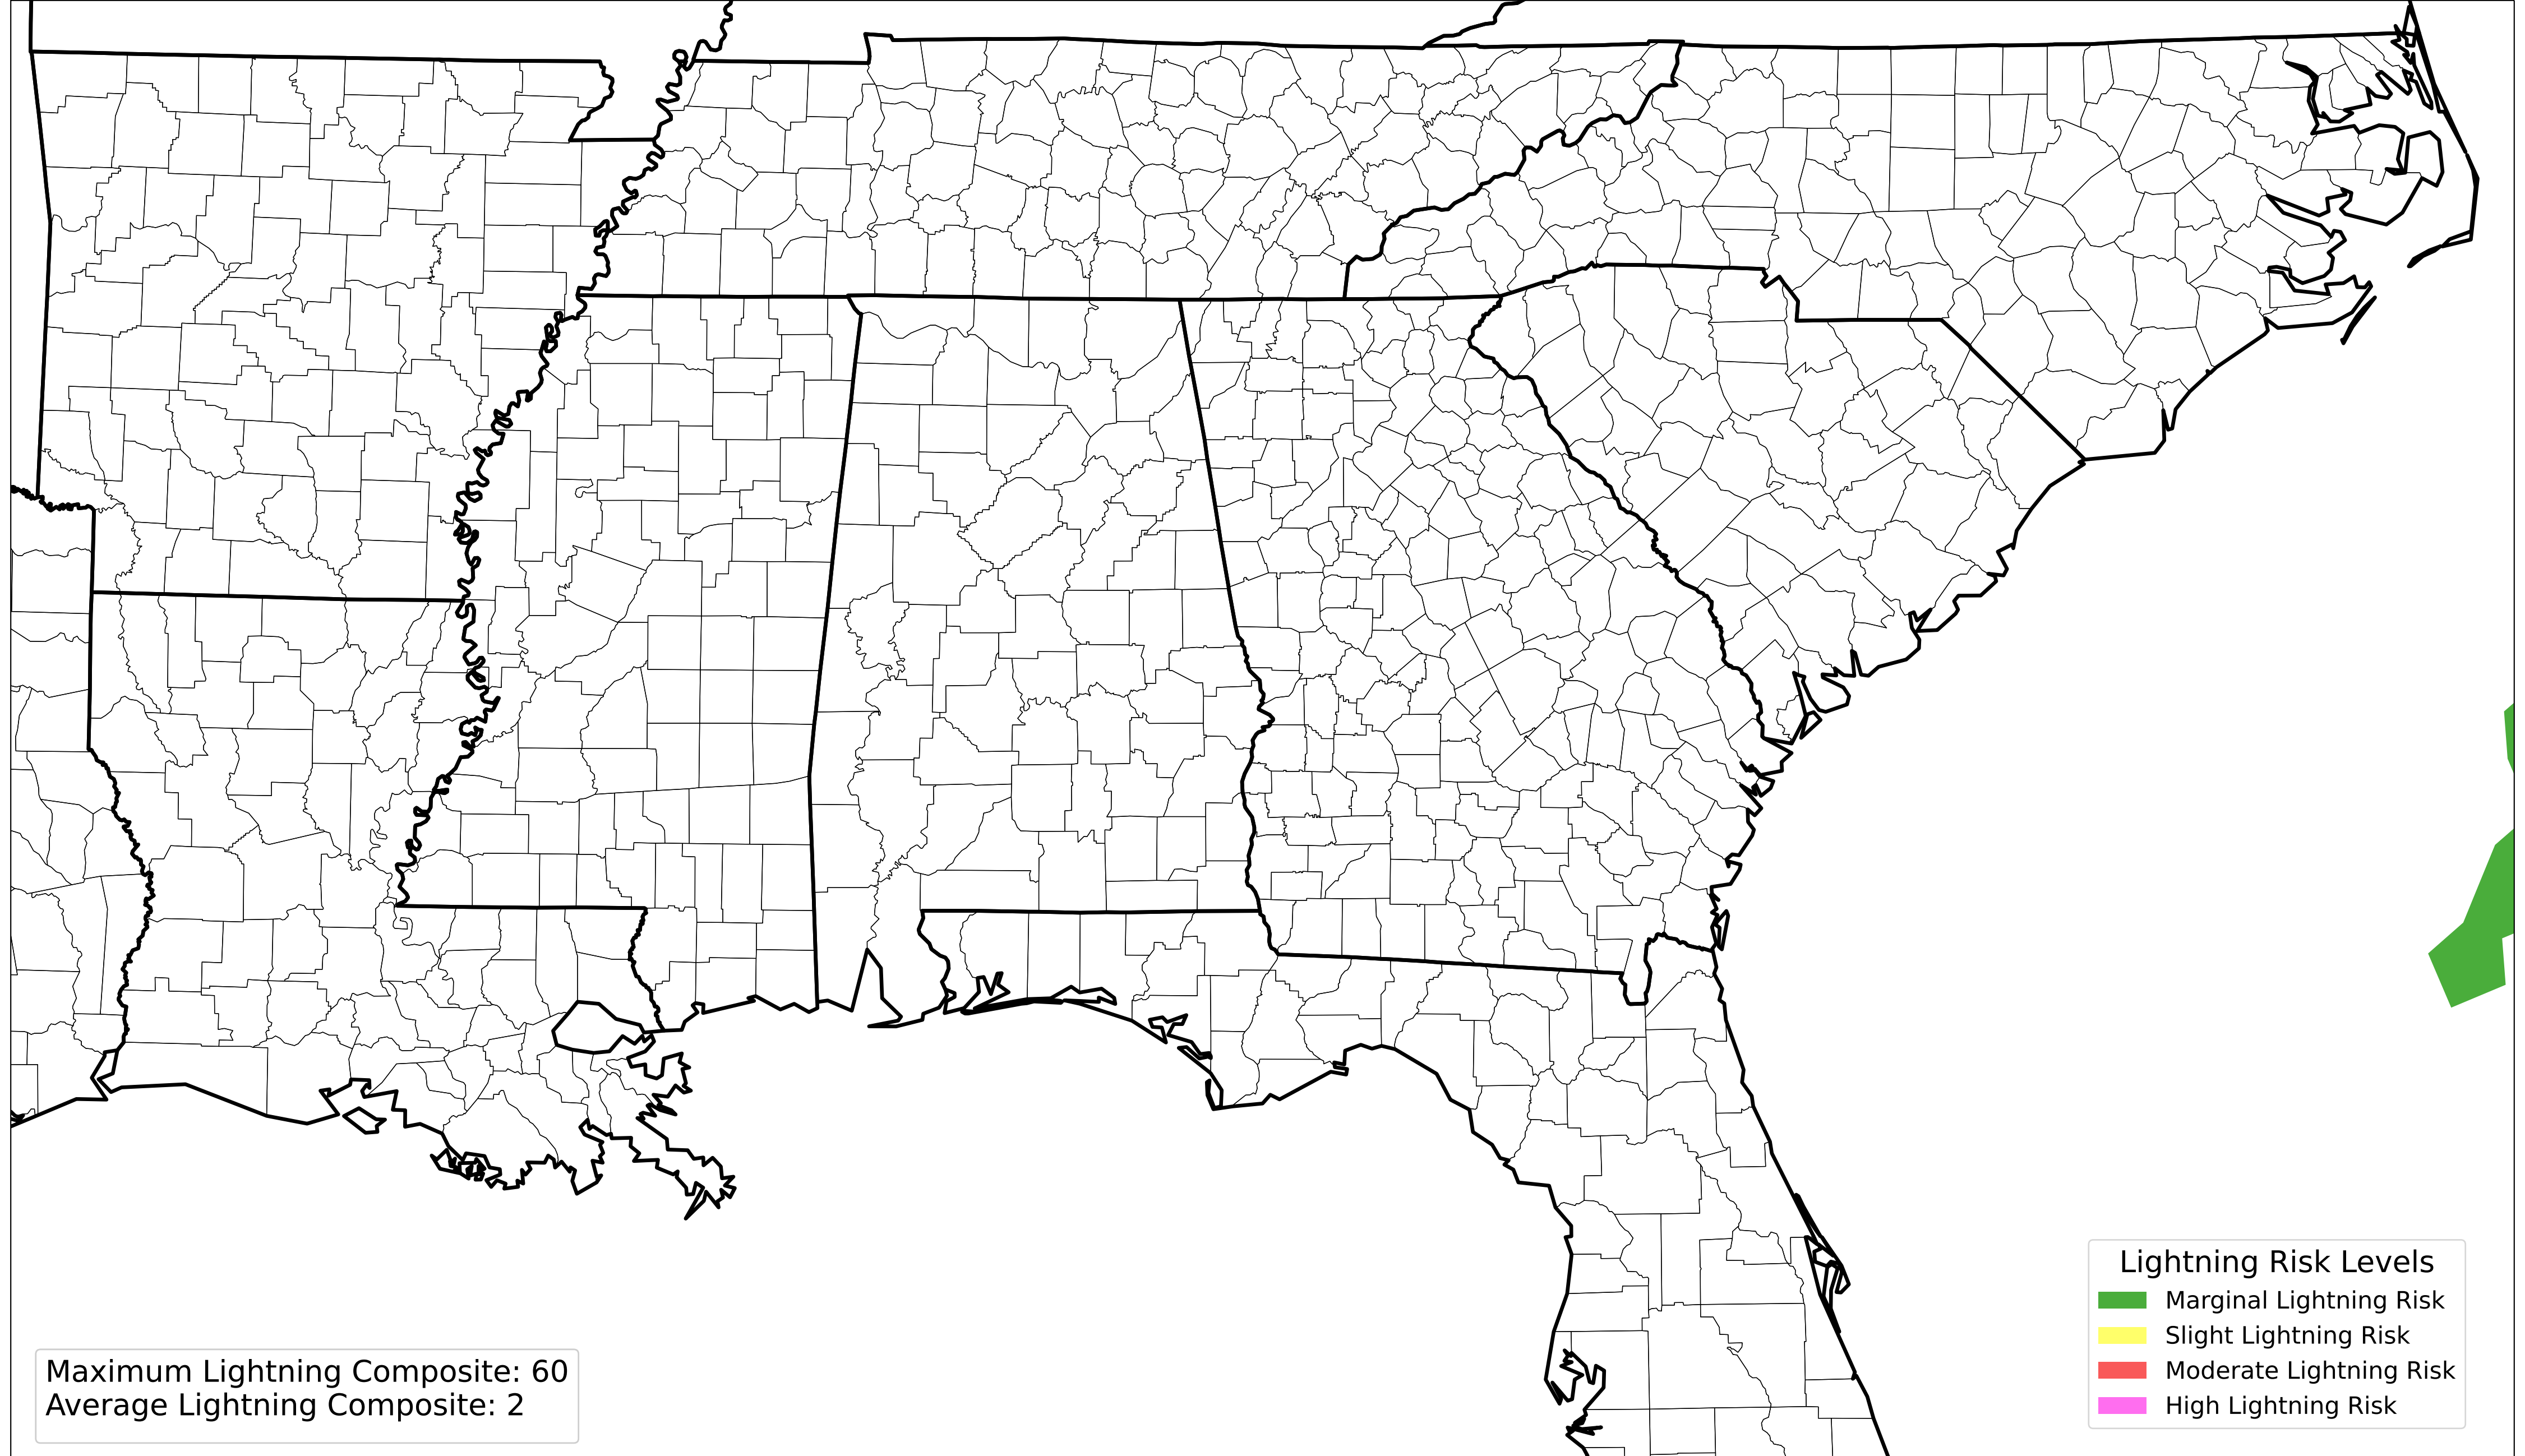 Maximum Lightning Composite: 60
Average Lightning Composite: 2
Lightning Risk Levels
Marginal Lightning Risk
Slight Lightning Risk
Moderate Lightning Risk
High Lightning Risk